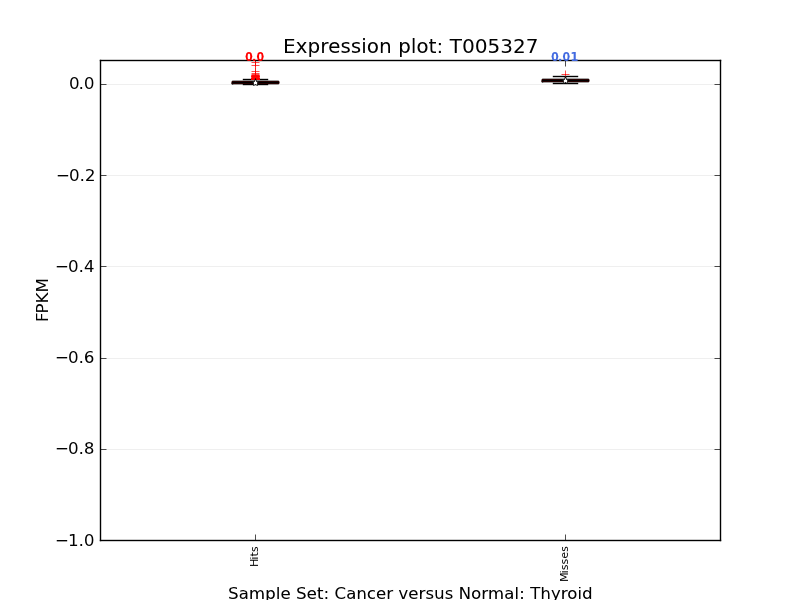 Expression plot: T005327
0.0
0.01
0.0
−0.2
−0.4
−0.6
−0.8
−1.0
FPKM
Hits
Misses
Sample Set: Cancer versus Normal: Thyroid